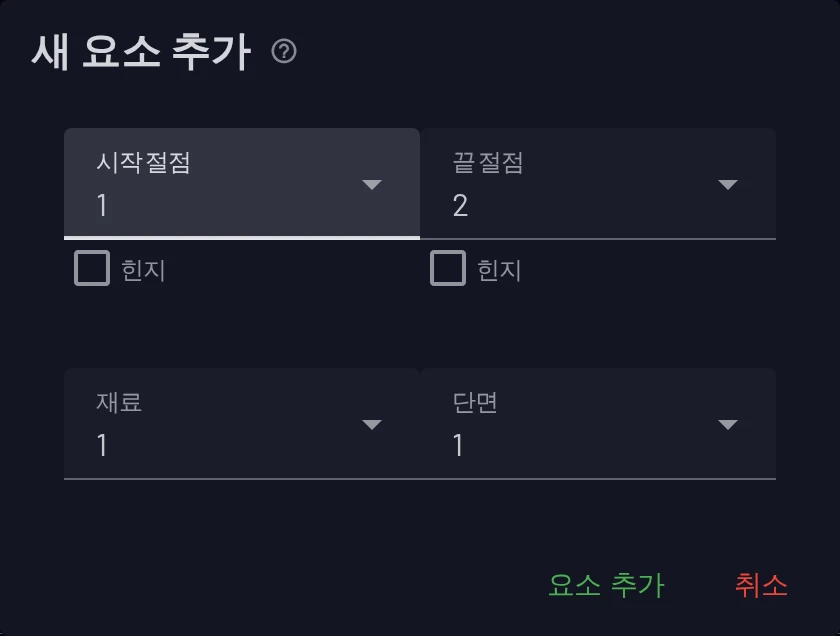 새 요소 추가 ?
시작절점 끝절점
1 2
힌지 힌지
재료 단면
1 1
요소 추가 취소